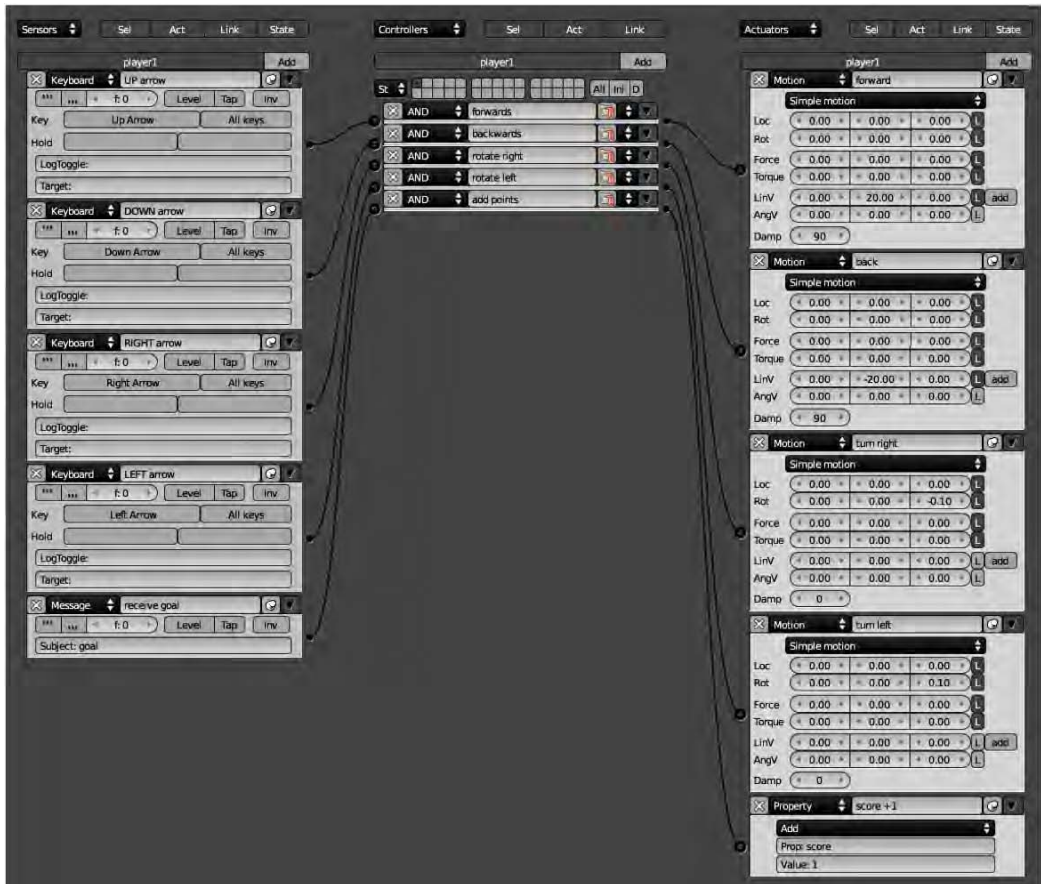 Sensors Sel Act Link State
player1 Add
Keyboard UP arrow
f: 0 Level Tap Inv
Key Up Arrow All keys
Hold
LogToggle:
Target:
Keyboard DOWN arrow
f: 0 Level Tap Inv
Key Down Arrow All keys
Hold
LogToggle:
Target:
Keyboard RIGHT arrow
f: 0 Level Tap Inv
Key Right Arrow All keys
Hold
LogToggle:
Target:
Keyboard LEFT arrow
f: 0 Level Tap Inv
Key Left Arrow All keys
Hold
LogToggle:
Target:
Message receive goal
f: 0 Level Tap Inv
Subject: goal
Controllers Sel Act Link
player1 Add
St All Ini D
AND forwards
AND backwards
AND rotate right
AND rotate left
AND add points
Actuators Sel Act Link State
player1 Add
Motion forward
Simple motion
Loc 0.00 0.00 0.00 L
Rot 0.00 0.00 0.00 L
Force 0.00 0.00 0.00 L
Torque 0.00 0.00 0.00 L
LinV 0.00 20.00 0.00 L add
AngV 0.00 0.00 0.00 L
Damp 90
Motion back
Simple motion
Loc 0.00 0.00 0.00 L
Rot 0.00 0.00 0.00 L
Force 0.00 0.00 0.00 L
Torque 0.00 0.00 0.00 L
LinV 0.00 -20.00 0.00 L add
AngV 0.00 0.00 0.00 L
Damp 90
Motion turn right
Simple motion
Loc 0.00 0.00 0.00 L
Rot 0.00 0.00 -0.10 L
Force 0.00 0.00 0.00 L
Torque 0.00 0.00 0.00 L
LinV 0.00 0.00 0.00 L add
AngV 0.00 0.00 0.00 L
Damp 0
Motion turn left
Simple motion
Loc 0.00 0.00 0.00 L
Rot 0.00 0.00 0.10 L
Force 0.00 0.00 0.00 L
Torque 0.00 0.00 0.00 L
LinV 0.00 0.00 0.00 L add
AngV 0.00 0.00 0.00 L
Damp 0
Property score +1
Add
Prop: score
Value: 1